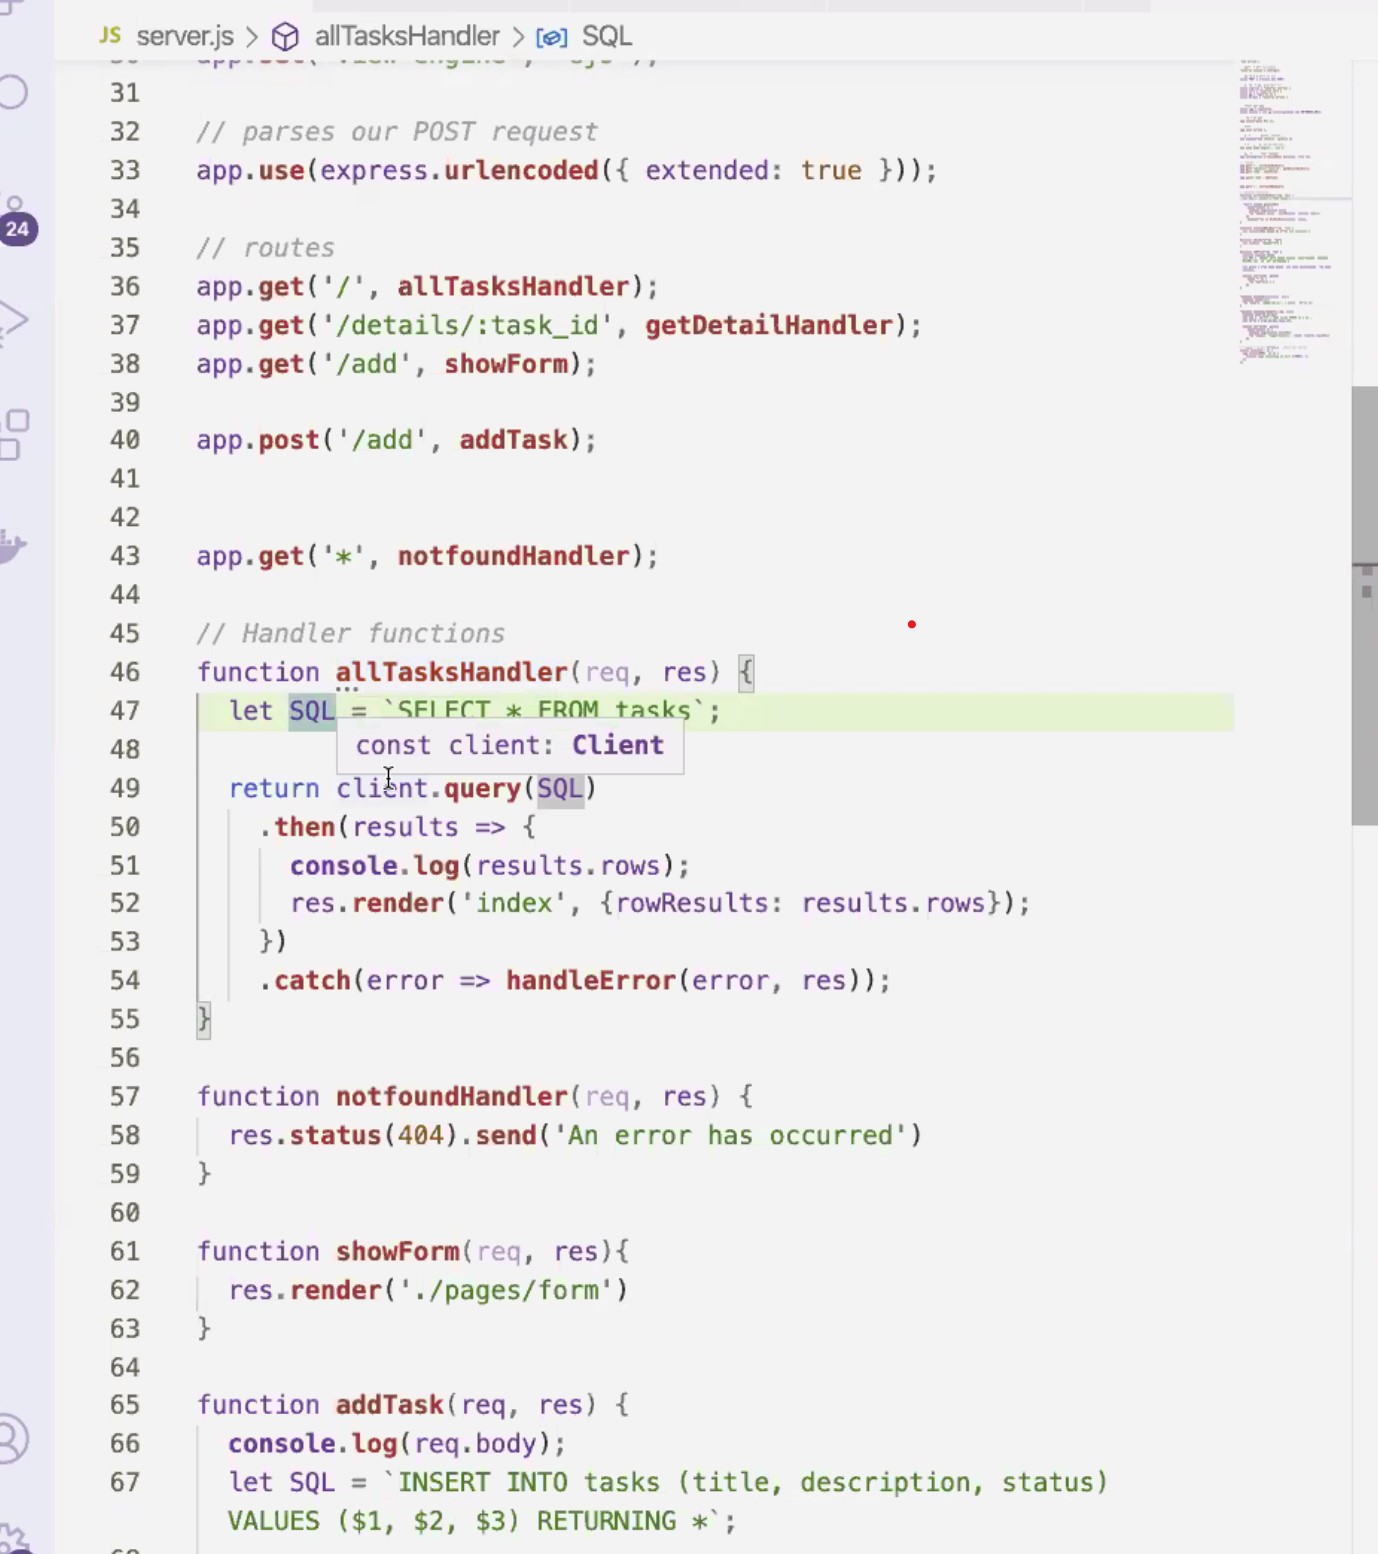 JS server.js > allTasksHandler > SQL
30 app.set('view engine', 'ejs');
31
32 // parses our POST request
33 app.use(express.urlencoded({ extended: true }));
34
35 // routes
36 app.get('/', allTasksHandler);
37 app.get('/details/:task_id', getDetailHandler);
38 app.get('/add', showForm);
39
40 app.post('/add', addTask);
41
42
43 app.get('*', notfoundHandler);
44
45 // Handler functions
46 function allTasksHandler(req, res) {
47 let SQL = `SELECT * FROM tasks`;
const client: Client
48
49 return client.query(SQL)
50 .then(results => {
51 console.log(results.rows);
52 res.render('index', {rowResults: results.rows});
53 })
54 .catch(error => handleError(error, res));
55 }
56
57 function notfoundHandler(req, res) {
58 res.status(404).send('An error has occurred')
59 }
60
61 function showForm(req, res){
62 res.render('./pages/form')
63 }
64
65 function addTask(req, res) {
66 console.log(req.body);
67 let SQL = `INSERT INTO tasks (title, description, status)
VALUES ($1, $2, $3) RETURNING *`;
24